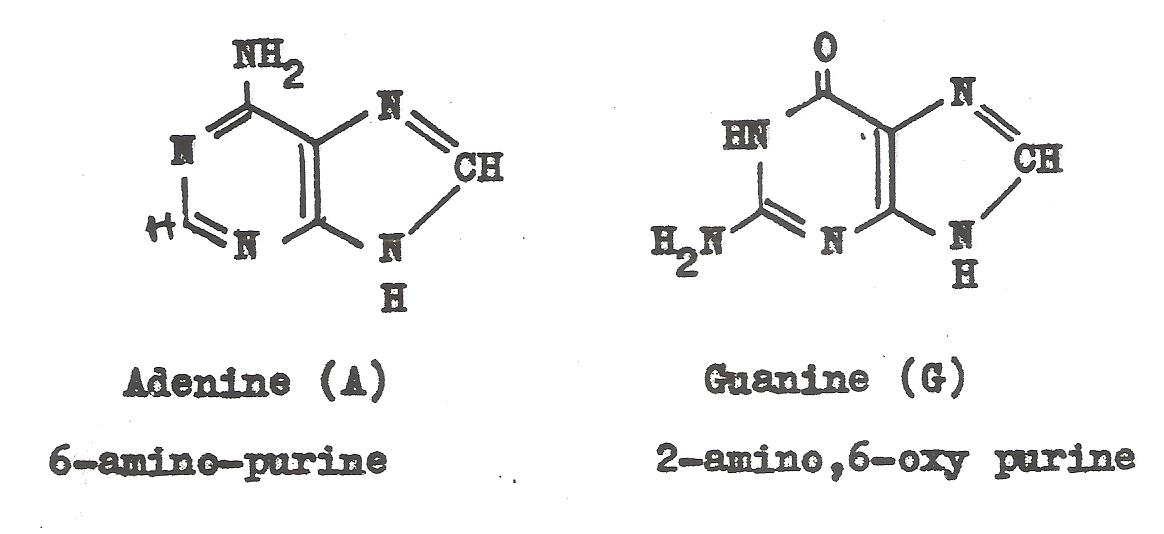 NH2
O
N
N
N
HN
CH
CH
H
N
N
H2N
N
N
H
H
Adenine (A)
Guanine (G)
6-amino-purine
2-amino,6-oxy purine